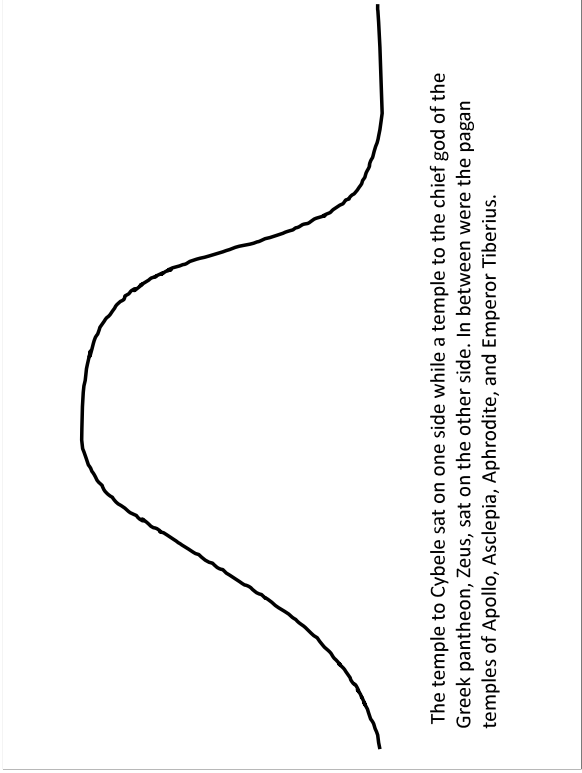 The temple to Cybele sat on one side while a temple to the chief god of the
Greek pantheon, Zeus, sat on the other side. In between were the pagan
temples of Apollo, Asclepia, Aphrodite, and Emperor Tiberius.